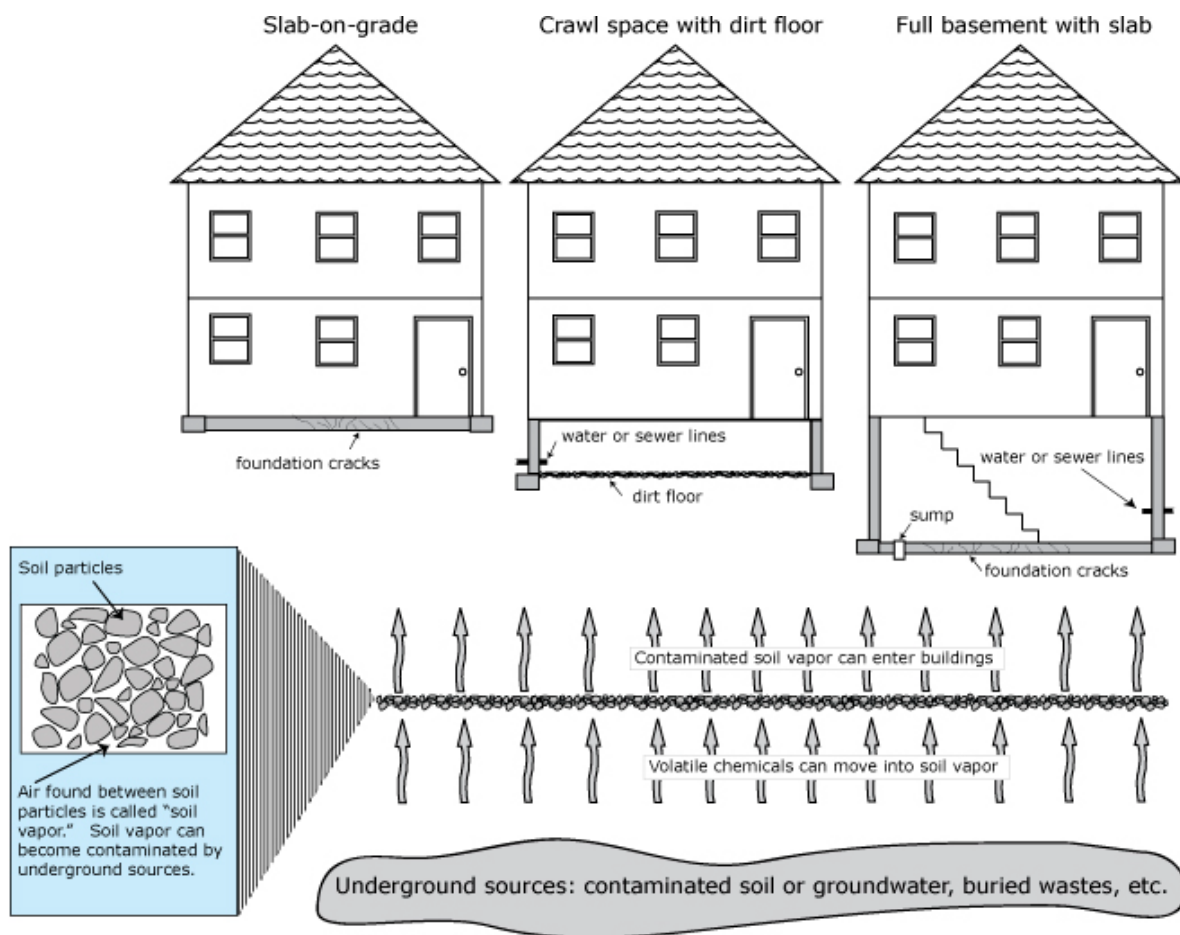 Slab-on-grade
Crawl space with dirt floor
Full basement with slab
foundation cracks
water or sewer lines
dirt floor
water or sewer lines
sump
foundation cracks
Soil particles
Air found between soil
particles is called “soil
vapor.” Soil vapor can
become contaminated by
underground sources.
Contaminated soil vapor can enter buildings
Volatile chemicals can move into soil vapor
Underground sources: contaminated soil or groundwater, buried wastes, etc.